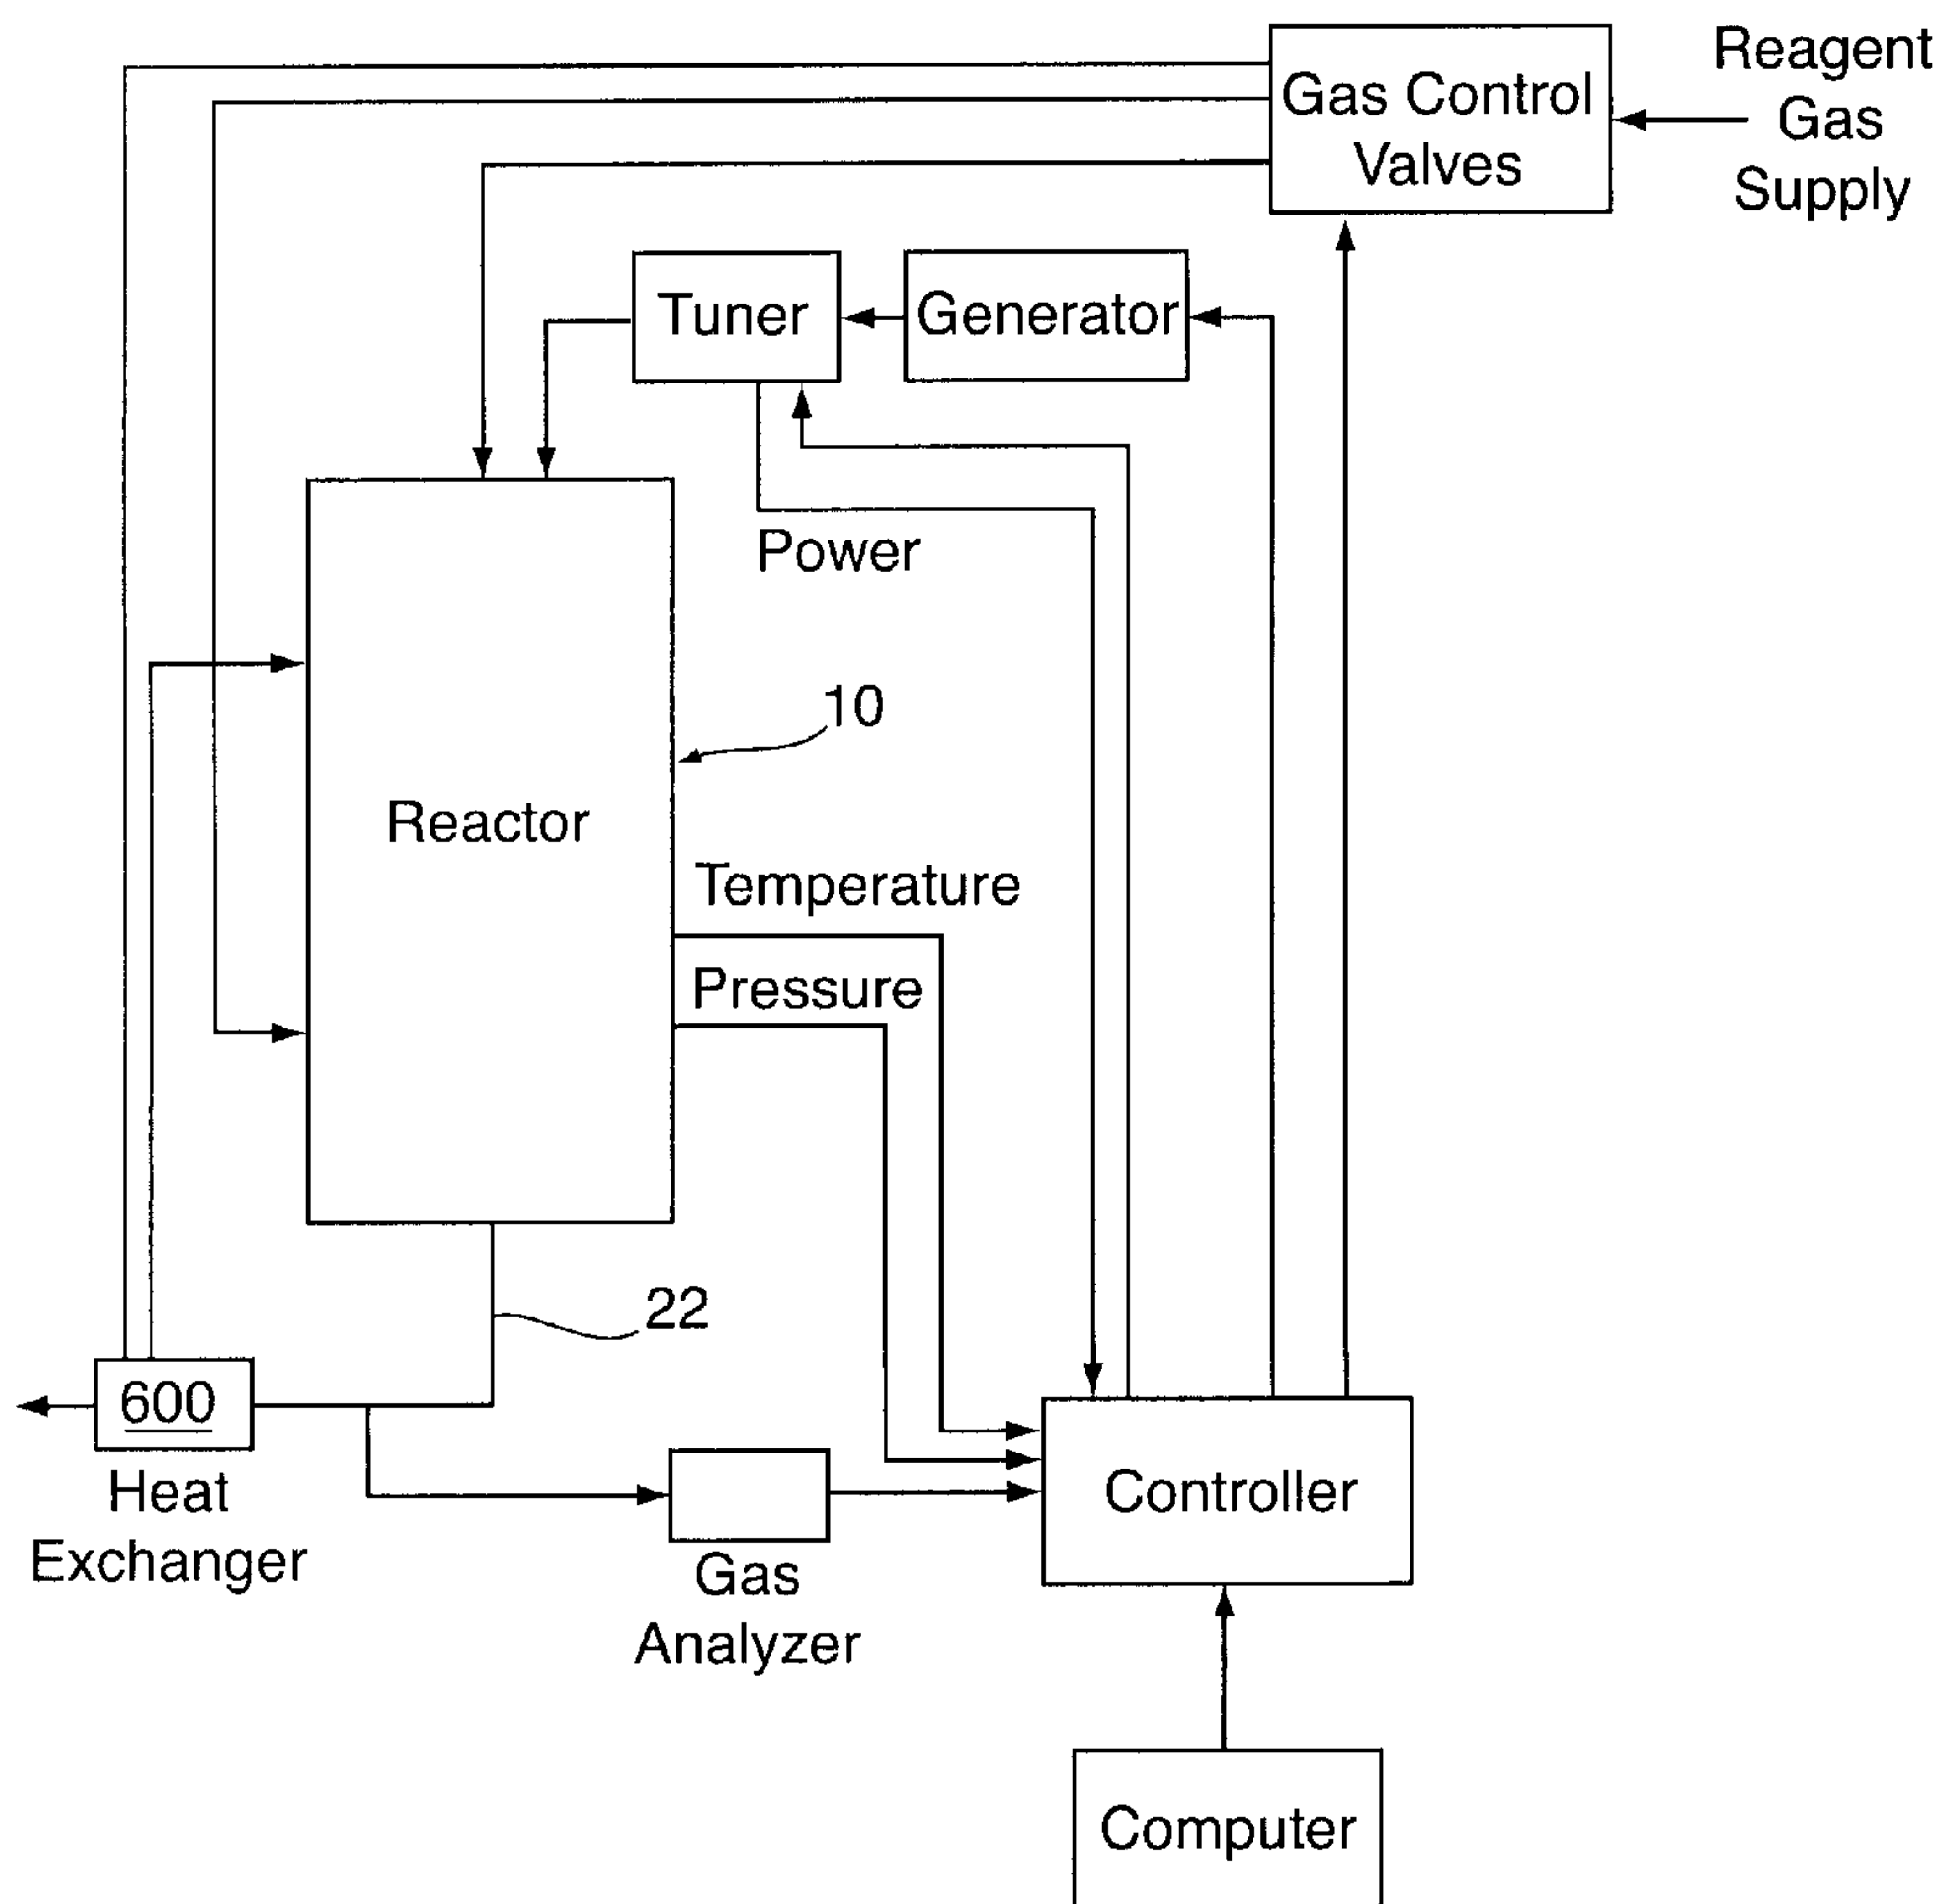 Reagent
Gas
Supply
Gas Control
Valves
Tuner
Generator
Power
10
Reactor
Temperature
Pressure
22
600
Heat
Exchanger
Gas
Analyzer
Controller
Computer